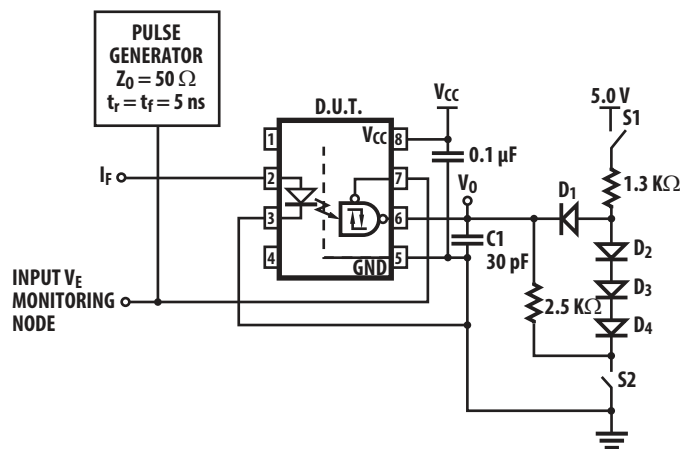 PULSE
GENERATOR
Z0 = 50 Ω
tr = tf = 5 ns
D.U.T.
VCC
5.0 V
S1
1
VCC
8
0.1 µF
IF
2
7
VO
D1
1.3 KΩ
3
6
C1
30 pF
D2
4
GND
5
D3
INPUT VE
MONITORING
NODE
2.5 KΩ
D4
S2